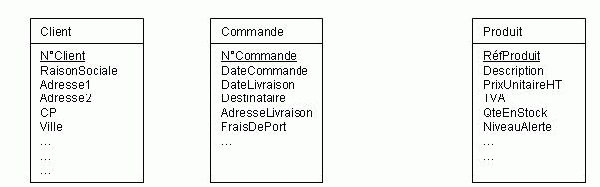 Client
N°Client
RaisonSociale
Adresse1
Adresse2
CP
Ville
...
...
...
Commande
N°Commande
DateCommande
DateLivraison
Destinataire
AdresseLivraison
FraisDePort
...
Produit
RéfProduit
Description
PrixUnitaireHT
TVA
QteEnStock
NiveauAlerte
...
...